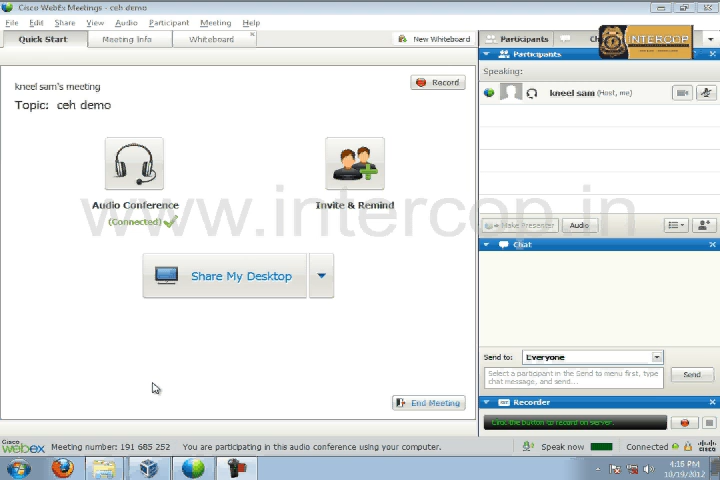 Cisco WebEx Meetings - ceh demo
File Edit Share View Audio Participant Meeting Help
Quick Start Meeting Info Whiteboard New Whiteboard
Participants
INTERCOP
Participants
Speaking:
kneel sam's meeting
Record
Topic: ceh demo
kneel sam (Host, me)
Audio Conference
(Connected)
Invite & Remind
www.intercop.in
Make Presenter Audio
Chat
Share My Desktop
Send to: Everyone
Select a participant in the Send to menu first, type
chat message, and send...
Send
End Meeting
Recorder
Click the button to record on server.
Cisco
webex
Meeting number: 191 685 252
You are participating in this audio conference using your computer.
Speak now
Connected
cisco
4:15 PM
10/19/2012